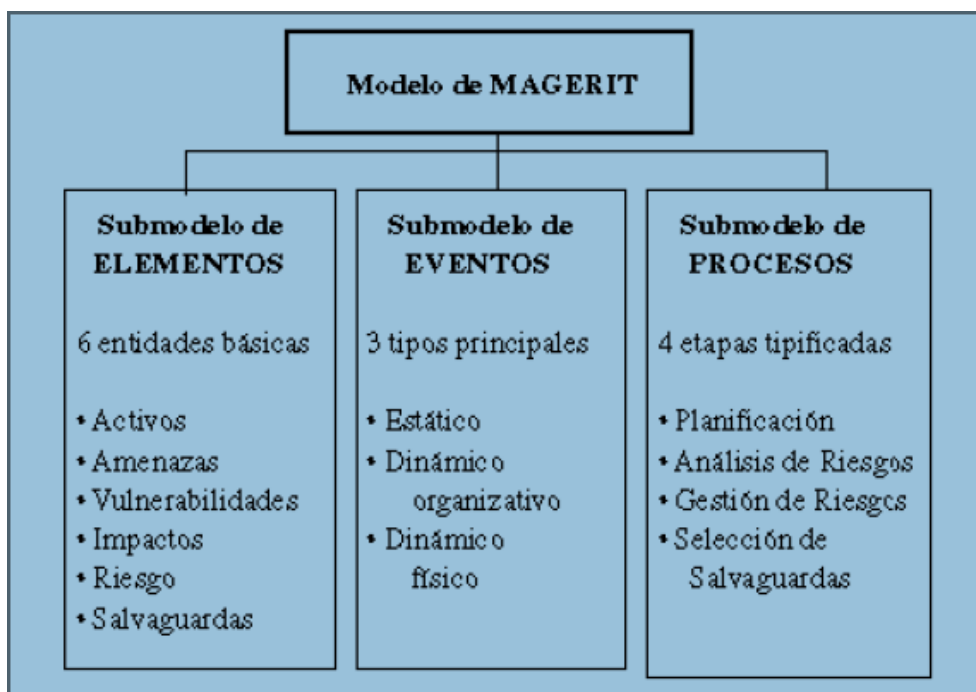 Modelo de MAGERIT
Submodelo de
ELEMENTOS
6 entidades básicas
• Activos
• Amenazas
• Vulnerabilidades
• Impactos
• Riesgo
• Salvaguardas
Submodelo de
EVENTOS
3 tipos principales
• Estático
• Dinámico
organizativo
• Dinámico
físico
Submodelo de
PROCESOS
4 etapas tipificadas
• Planificación
• Análisis de Riesgos
• Gestión de Riesgos
• Selección de
Salvaguardas